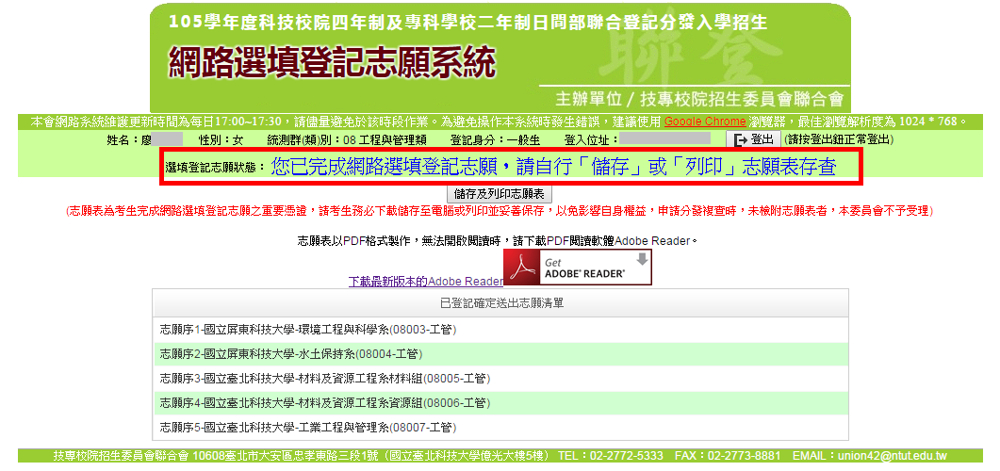 105學年度科技校院四年制及專科學校二年制日間部聯合登記分發入學招生
網路選填登記志願系統
聯登
主辦單位/技專校院招生委員會聯合會
本會網路系統維護更新時間為每日17:00~17:30，請儘量避免於該時段作業。為避免操作本系統時發生錯誤，建議使用 Google Chrome 瀏覽器，最佳瀏覽解析度為 1024 * 768。
姓名：廖 性別：女 統測群(類)別：08 工程與管理類 登記身分：一般生 登入位址： 登出 (請按登出鈕正常登出)
選填登記志願狀態：您已完成網路選填登記志願，請自行「儲存」或「列印」志願表存查
儲存及列印志願表
(志願表為考生完成網路選填登記志願之重要憑證，請考生務必下載儲存至電腦或列印並妥善保存，以免影響自身權益，申請分發複查時，未檢附志願表者，本委員會不予受理)
志願表以PDF格式製作，無法開啟閱讀時，請下載PDF閱讀軟體Adobe Reader。
下載最新版本的Adobe Reader Get ADOBE® READER®
已登記確定送出志願清單
志願序1-國立屏東科技大學-環境工程與科學系(08003-工管)
志願序2-國立屏東科技大學-水土保持系(08004-工管)
志願序3-國立臺北科技大學-材料及資源工程系材料組(08005-工管)
志願序4-國立臺北科技大學-材料及資源工程系資源組(08006-工管)
志願序5-國立臺北科技大學-工業工程與管理系(08007-工管)
技專校院招生委員會聯合會 10608臺北市大安區忠孝東路三段1號（國立臺北科技大學億光大樓5樓） TEL：02-2772-5333 FAX：02-2773-8881 EMAIL：union42@ntut.edu.tw